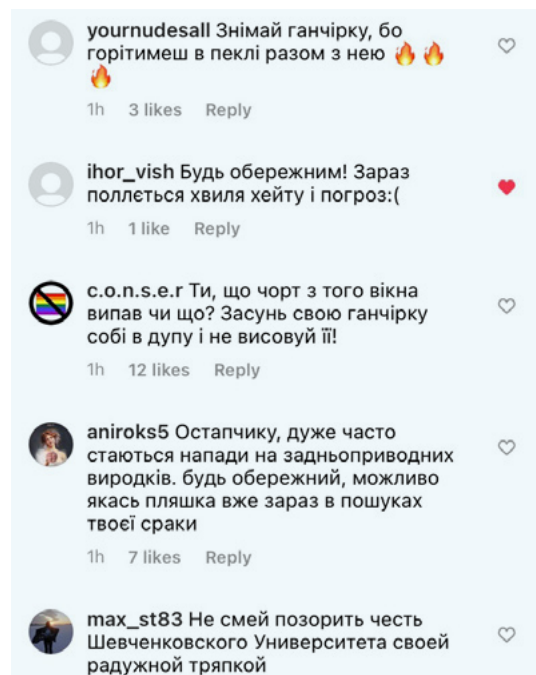 yournudesall Знімай ганчірку, бо
горітимеш в пеклі разом з нею 🔥 🔥
🔥
1h 3 likes Reply
ihor_vish Будь обережним! Зараз
поллється хвиля хейту і погроз:(
1h 1 like Reply
c.o.n.s.e.r Ти, що чорт з того вікна
випав чи що? Засунь свою ганчірку
собі в дупу і не висовуй її!
1h 12 likes Reply
aniroks5 Остапчику, дуже часто
стаються напади на задньоприводних
виродків. будь обережний, можливо
якась пляшка вже зараз в пошуках
твоєї сраки
1h 7 likes Reply
max_st83 Не смей позорить честь
Шевченковского Университета своей
радужной тряпкой